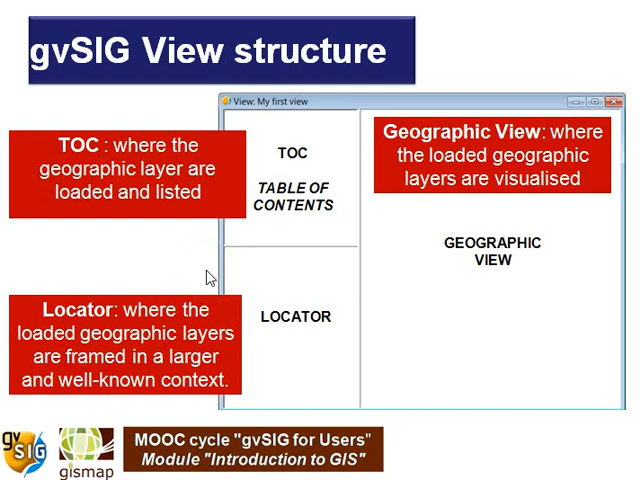 gvSIG View structure
View: My first view
TOC : where the
geographic layer are
loaded and listed
TOC
TABLE OF
CONTENTS
Geographic View: where
the loaded geographic
layers are visualised
GEOGRAPHIC
VIEW
Locator: where the
loaded geographic layers
are framed in a larger
and well-known context.
LOCATOR
gv
SIG
gismap
MOOC cycle "gvSIG for Users"
Module "Introduction to GIS"